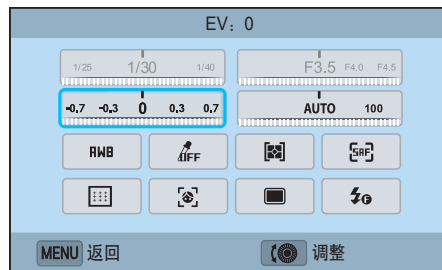 EV：0
1/25 1/30 1/40
F3.5 F4.0 F4.5
-0.7 -0.3 0 0.3 0.7
AUTO 100
AWB OFF SAF
MENU 返回
调整